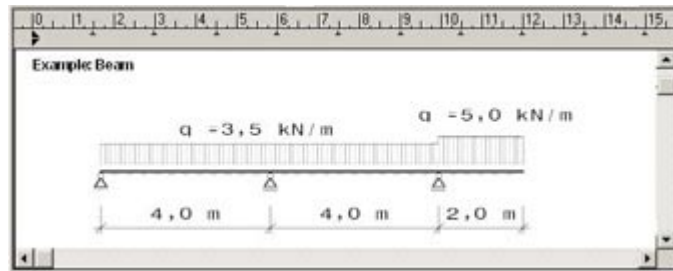 0 1 2 3 4 5 6 7 8 9 10 11 12 13 14 15
Example: Beam
q =5,0 kN/m
q =3,5 kN/m
4,0 m 4,0 m 2,0 m